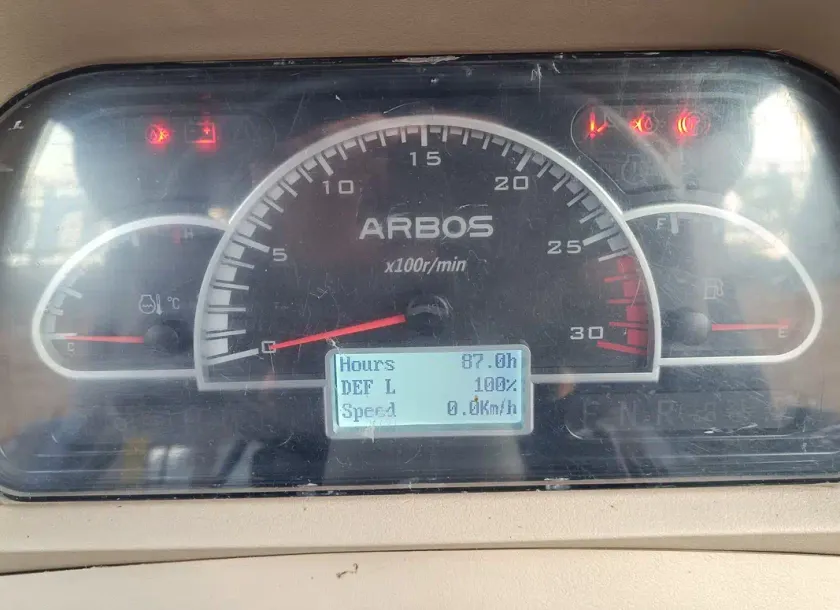 15
10
20
ARBOS
5
25
x100r/min
H
F
°C
30
C
0
E
Hours 87.0h
DEF L 100%
Speed 0.0Km/h
F N R